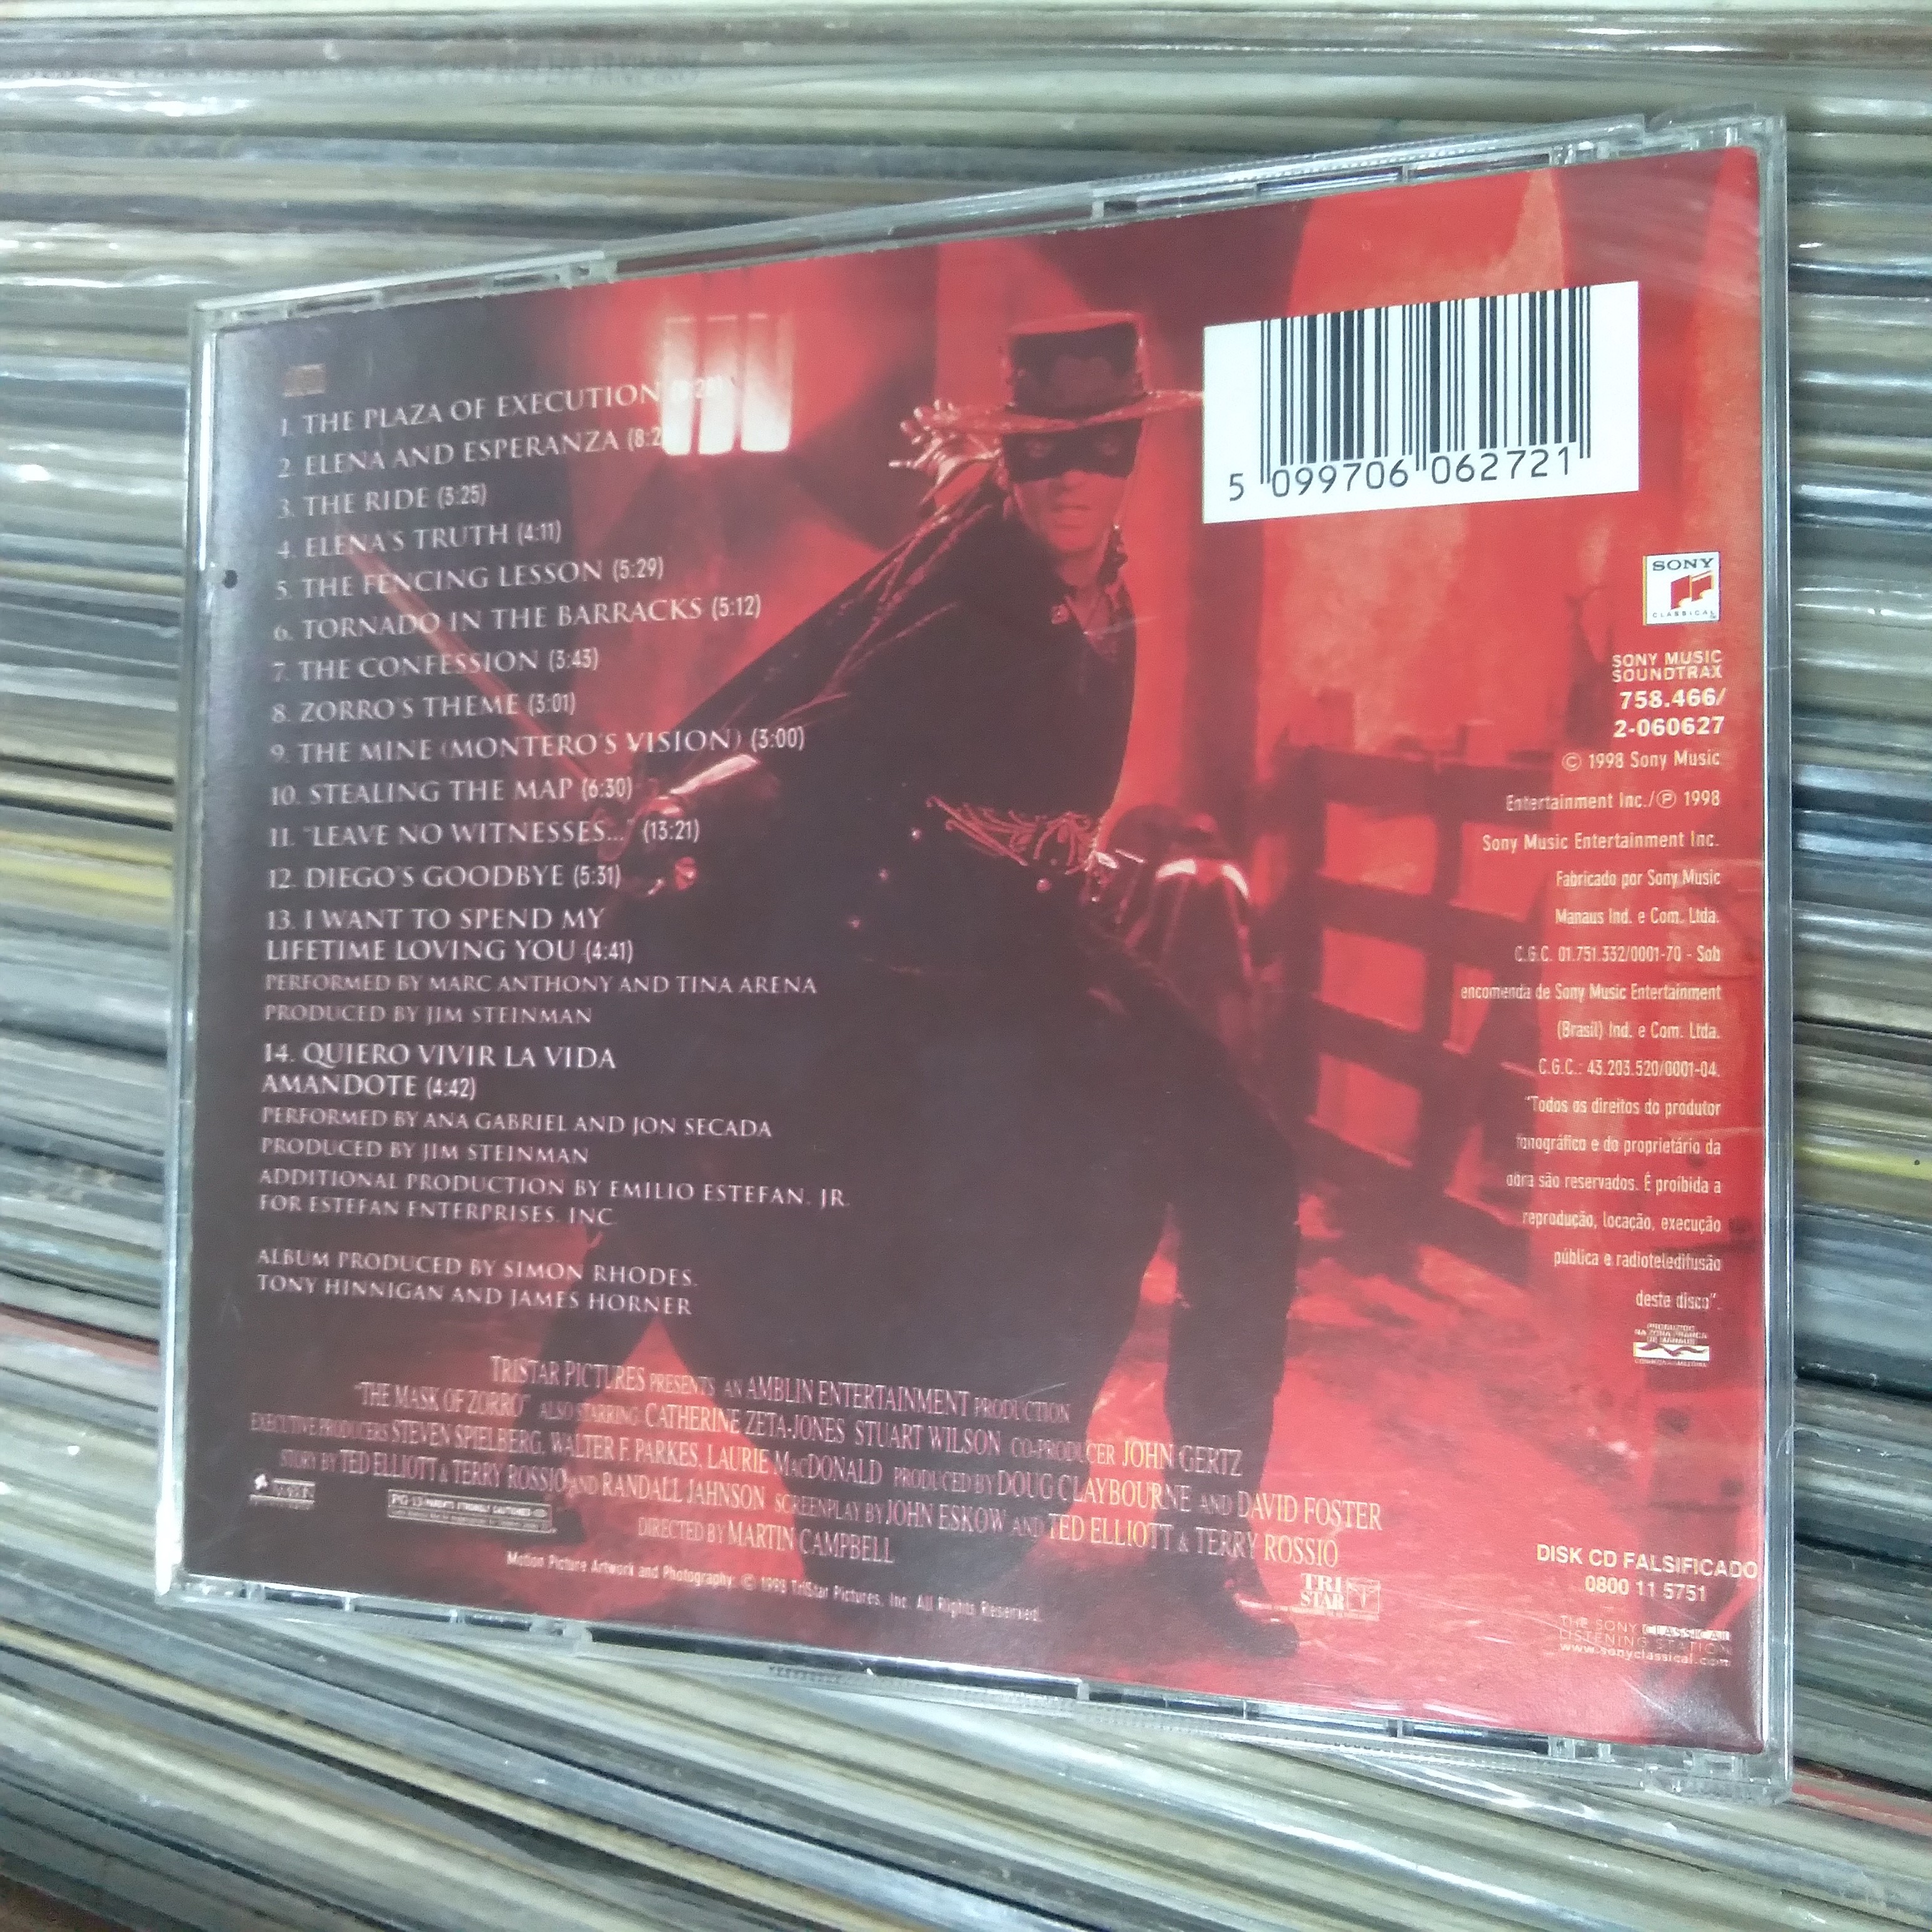 1. THE PLAZA OF EXECUTION
2. ELENA AND ESPERANZA (8:2
3. THE RIDE (3:25)
4. ELENA'S TRUTH (4:11)
5. THE FENCING LESSON (5:29)
6. TORNADO IN THE BARRACKS (5:12)
7. THE CONFESSION (3:43)
8. ZORRO'S THEME (3:01)
9. THE MINE (MONTERO'S VISION) (3:00)
10. STEALING THE MAP (6:30)
11. "LEAVE NO WITNESSES... (13:21)
12. DIEGO'S GOODBYE (5:31)
13. I WANT TO SPEND MY
LIFETIME LOVING YOU (4:41)
PERFORMED BY MARC ANTHONY AND TINA ARENA
PRODUCED BY JIM STEINMAN
14. QUIERO VIVIR LA VIDA
AMANDOTE (4:42)
PERFORMED BY ANA GABRIEL AND JON SECADA
PRODUCED BY JIM STEINMAN
ADDITIONAL PRODUCTION BY EMILIO ESTEFAN, JR.
FOR ESTEFAN ENTERPRISES, INC.
ALBUM PRODUCED BY SIMON RHODES,
TONY HINNIGAN AND JAMES HORNER
TRISTAR PICTURES PRESENTS AN AMBLIN ENTERTAINMENT PRODUCTION
"THE MASK OF ZORRO" ALSO STARRING CATHERINE ZETA-JONES STUART WILSON CO-PRODUCER JOHN GERTZ
EXECUTIVE PRODUCERS STEVEN SPIELBERG, WALTER F. PARKES, LAURIE MACDONALD PRODUCED BY DOUG CLAYBOURNE AND DAVID FOSTER
STORY BY TED ELLIOTT & TERRY ROSSIO AND RANDALL JAHNSON SCREENPLAY BY JOHN ESKOW AND TED ELLIOTT & TERRY ROSSIO
DIRECTED BY MARTIN CAMPBELL
PG-13 PARENTS STRONGLY CAUTIONED
Motion Picture Artwork and Photography: © 1998 TriStar Pictures, Inc. All Rights Reserved.
TRI
STAR
5 099706 062721
SONY
CLASSICAL
SONY MUSIC
SOUNDTRAX
758.466/
2-060627
© 1998 Sony Music
Entertainment Inc./℗ 1998
Sony Music Entertainment Inc.
Fabricado por Sony Music
Manaus Ind. e Com. Ltda.
C.G.C. 01.751.332/0001-70 - Sob
encomenda de Sony Music Entertainment
(Brasil) Ind. e Com. Ltda.
C.G.C.: 43.203.520/0001-04.
"Todos os direitos do produtor
fonográfico e do proprietário da
obra são reservados. É proibida a
reprodução, locação, execução
pública e radioteledifusão
deste disco".
PRODUZIDO
NA ZONA FRANCA
DE MANAUS
DISK CD FALSIFICADO
0800 11 5751
THE SONY CLASSICAL
LISTENING STATION
www.sonyclassical.com